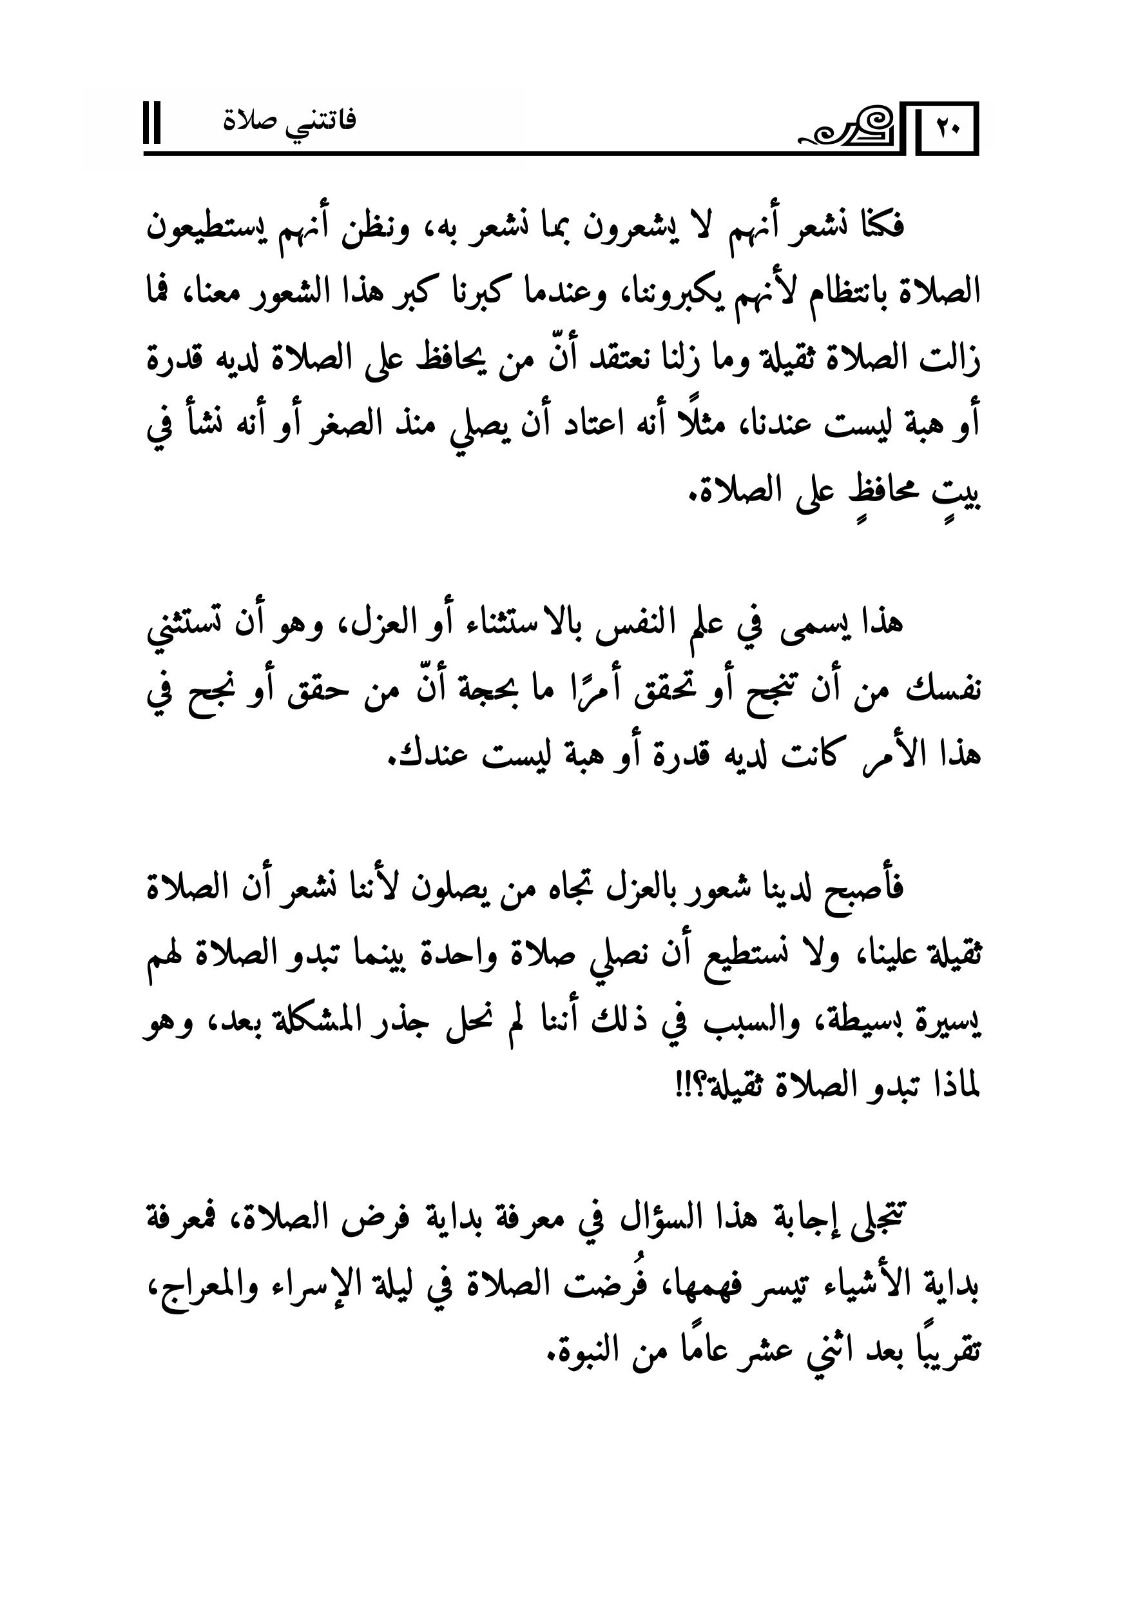 ٢٠
فاتتني صلاة
فكنا نشعر أنهم لا يشعرون بما نشعر به، ونظن أنهم يستطيعون
الصلاة بانتظام لأنهم يكبروننا، وعندما كبرنا كبر هذا الشعور معنا، فما
زالت الصلاة ثقيلة وما زلنا نعتقد أنّ من يحافظ على الصلاة لديه قدرة
أو هبة ليست عندنا، مثلًا أنه اعتاد أن يصلي منذ الصغر أو أنه نشأ في
بيتٍ محافظٍ على الصلاة.
هذا يسمى في علم النفس بالاستثناء أو العزل، وهو أن تستثني
نفسك من أن تنجح أو تحقق أمرًا ما بحجة أنّ من حقق أو نجح في
هذا الأمر كانت لديه قدرة أو هبة ليست عندك.
فأصبح لدينا شعور بالعزل تجاه من يصلون لأننا نشعر أن الصلاة
ثقيلة علينا، ولا نستطيع أن نصلي صلاة واحدة بينما تبدو الصلاة لهم
يسيرة بسيطة، والسبب في ذلك أننا لم نحل جذر المشكلة بعد، وهو
لماذا تبدو الصلاة ثقيلة؟!!
تتجلى إجابة هذا السؤال في معرفة بداية فرض الصلاة، فمعرفة
بداية الأشياء تيسر فهمها، فُرضت الصلاة في ليلة الإسراء والمعراج،
تقريبًا بعد اثني عشر عامًا من النبوة.